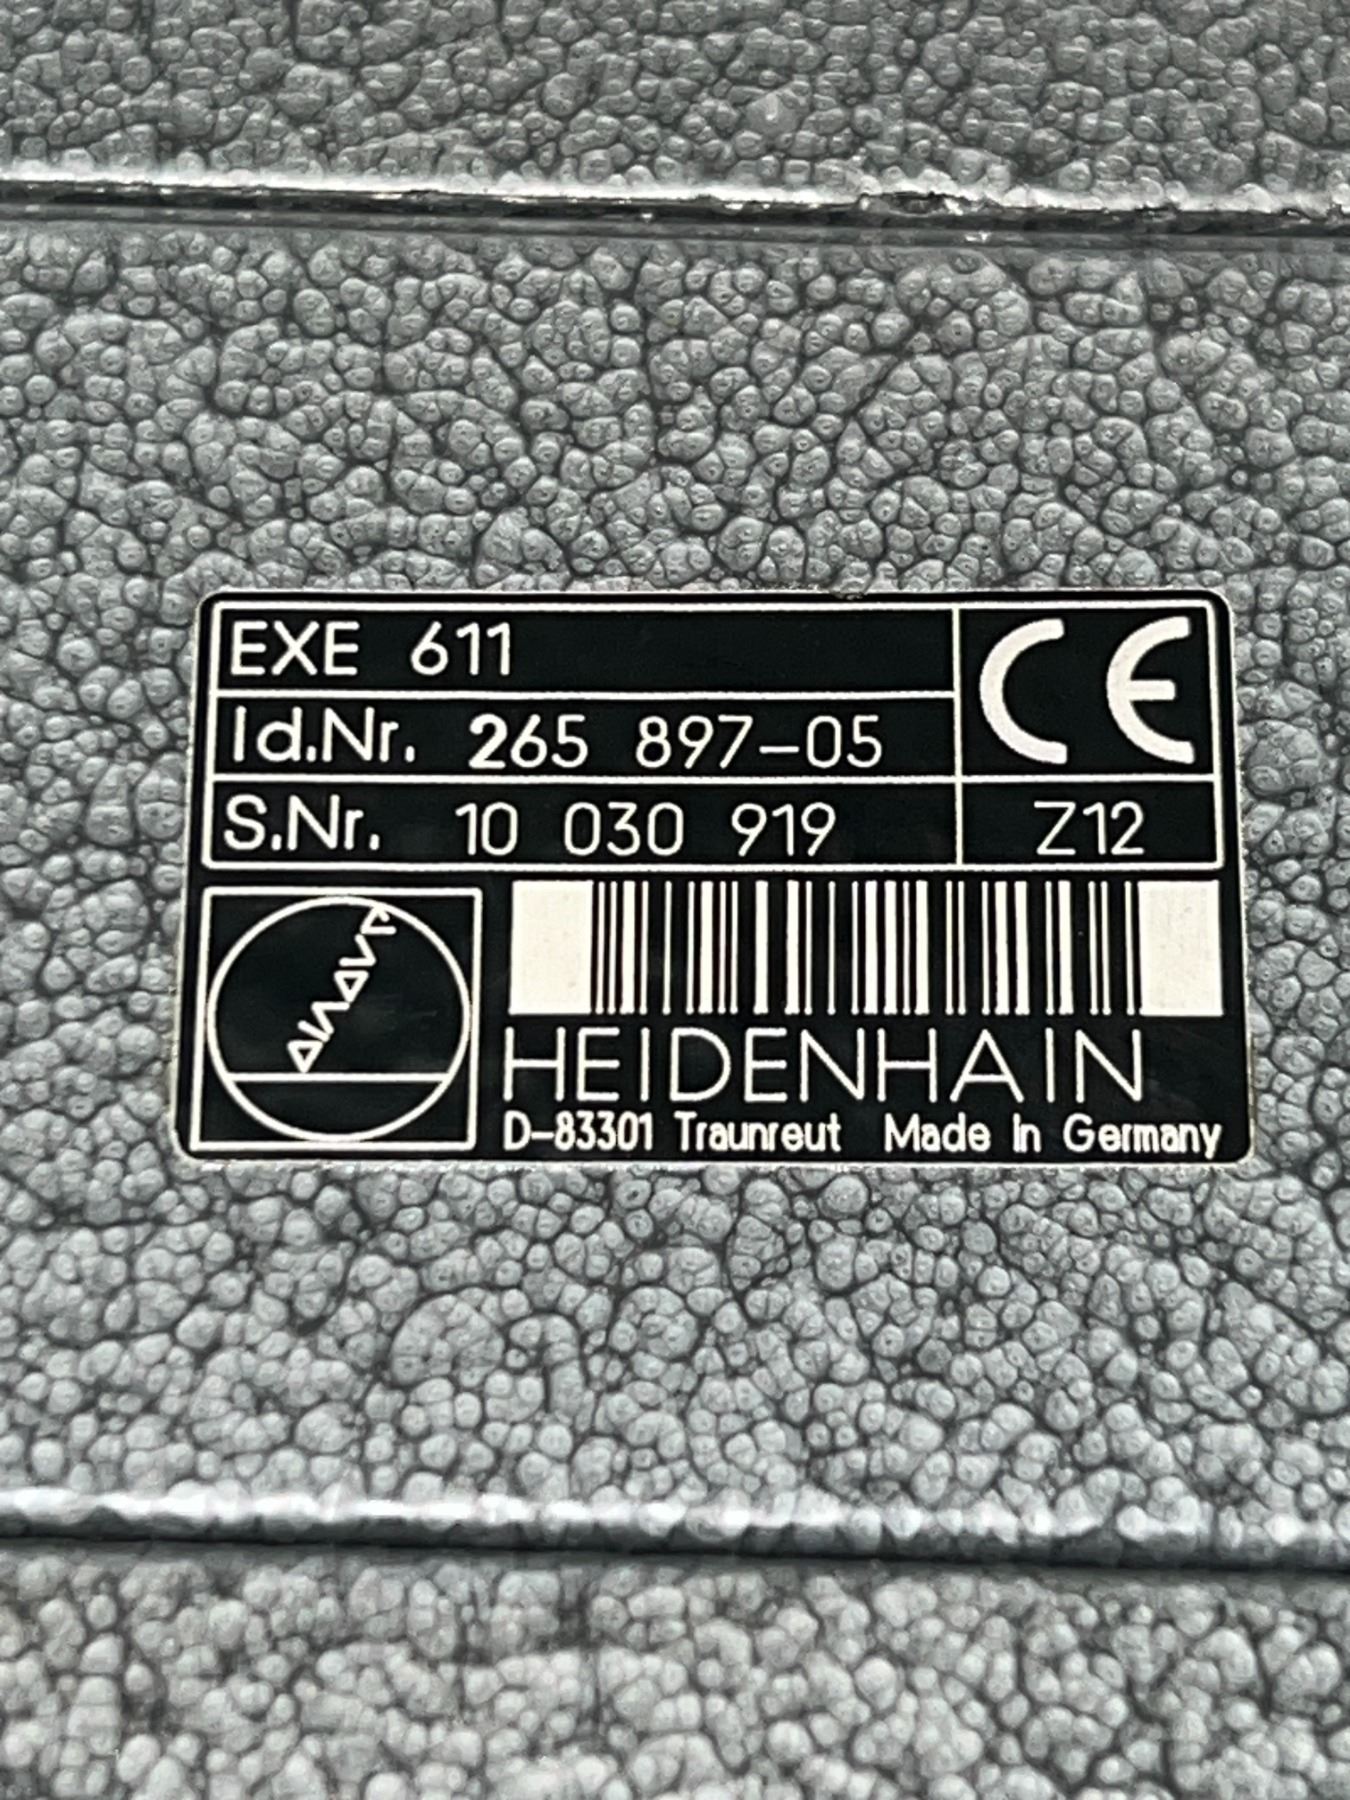 EXE 611
CE
Id.Nr. 265 897-05
S.Nr. 10 030 919
Z12
HEIDENHAIN
D-83301 Traunreut Made in Germany